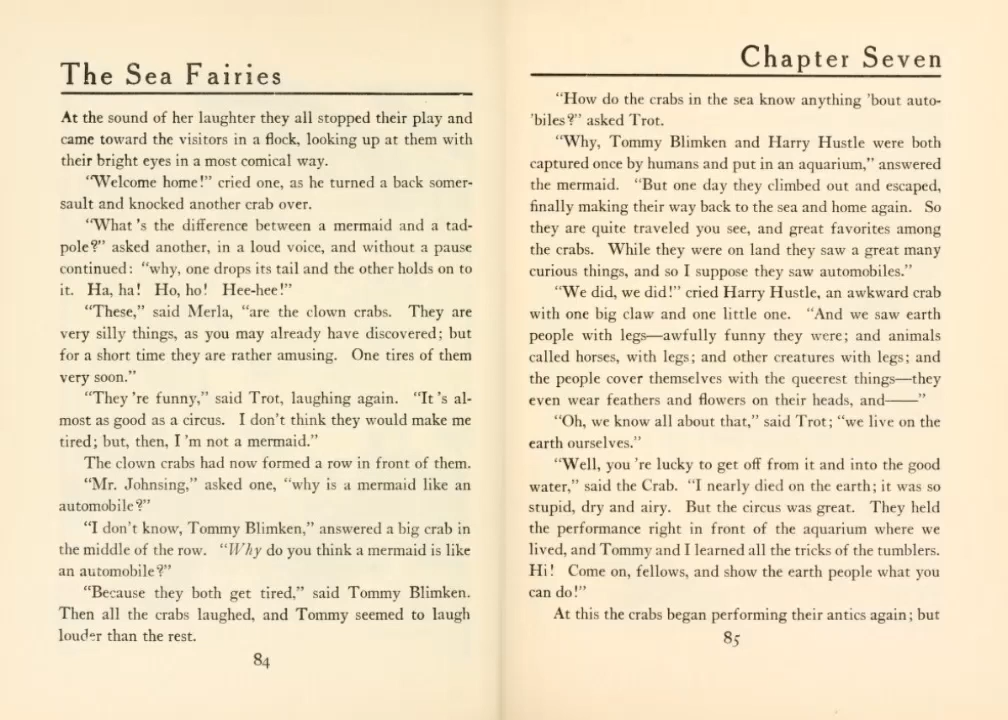 The Sea Fairies
At the sound of her laughter they all stopped their play and
came toward the visitors in a flock, looking up at them with
their bright eyes in a most comical way.
"Welcome home!" cried one, as he turned a back somer-
sault and knocked another crab over.
"What 's the difference between a mermaid and a tad-
pole?" asked another, in a loud voice, and without a pause
continued: "why, one drops its tail and the other holds on to
it. Ha, ha! Ho, ho! Hee-hee!"
"These," said Merla, "are the clown crabs. They are
very silly things, as you may already have discovered; but
for a short time they are rather amusing. One tires of them
very soon."
"They 're funny," said Trot, laughing again. "It 's al-
most as good as a circus. I don't think they would make me
tired; but, then, I 'm not a mermaid."
The clown crabs had now formed a row in front of them.
"Mr. Johnsing," asked one, "why is a mermaid like an
automobile?"
"I don't know, Tommy Blimken," answered a big crab in
the middle of the row. "Why do you think a mermaid is like
an automobile?"
"Because they both get tired," said Tommy Blimken.
Then all the crabs laughed, and Tommy seemed to laugh
louder than the rest.
84
Chapter Seven
"How do the crabs in the sea know anything 'bout auto-
'biles?" asked Trot.
"Why, Tommy Blimken and Harry Hustle were both
captured once by humans and put in an aquarium," answered
the mermaid. "But one day they climbed out and escaped,
finally making their way back to the sea and home again. So
they are quite traveled you see, and great favorites among
the crabs. While they were on land they saw a great many
curious things, and so I suppose they saw automobiles."
"We did, we did!" cried Harry Hustle, an awkward crab
with one big claw and one little one. "And we saw earth
people with legs—awfully funny they were; and animals
called horses, with legs; and other creatures with legs; and
the people cover themselves with the queerest things—they
even wear feathers and flowers on their heads, and——"
"Oh, we know all about that," said Trot; "we live on the
earth ourselves."
"Well, you 're lucky to get off from it and into the good
water," said the Crab. "I nearly died on the earth; it was so
stupid, dry and airy. But the circus was great. They held
the performance right in front of the aquarium where we
lived, and Tommy and I learned all the tricks of the tumblers.
Hi! Come on, fellows, and show the earth people what you
can do!"
At this the crabs began performing their antics again; but
85